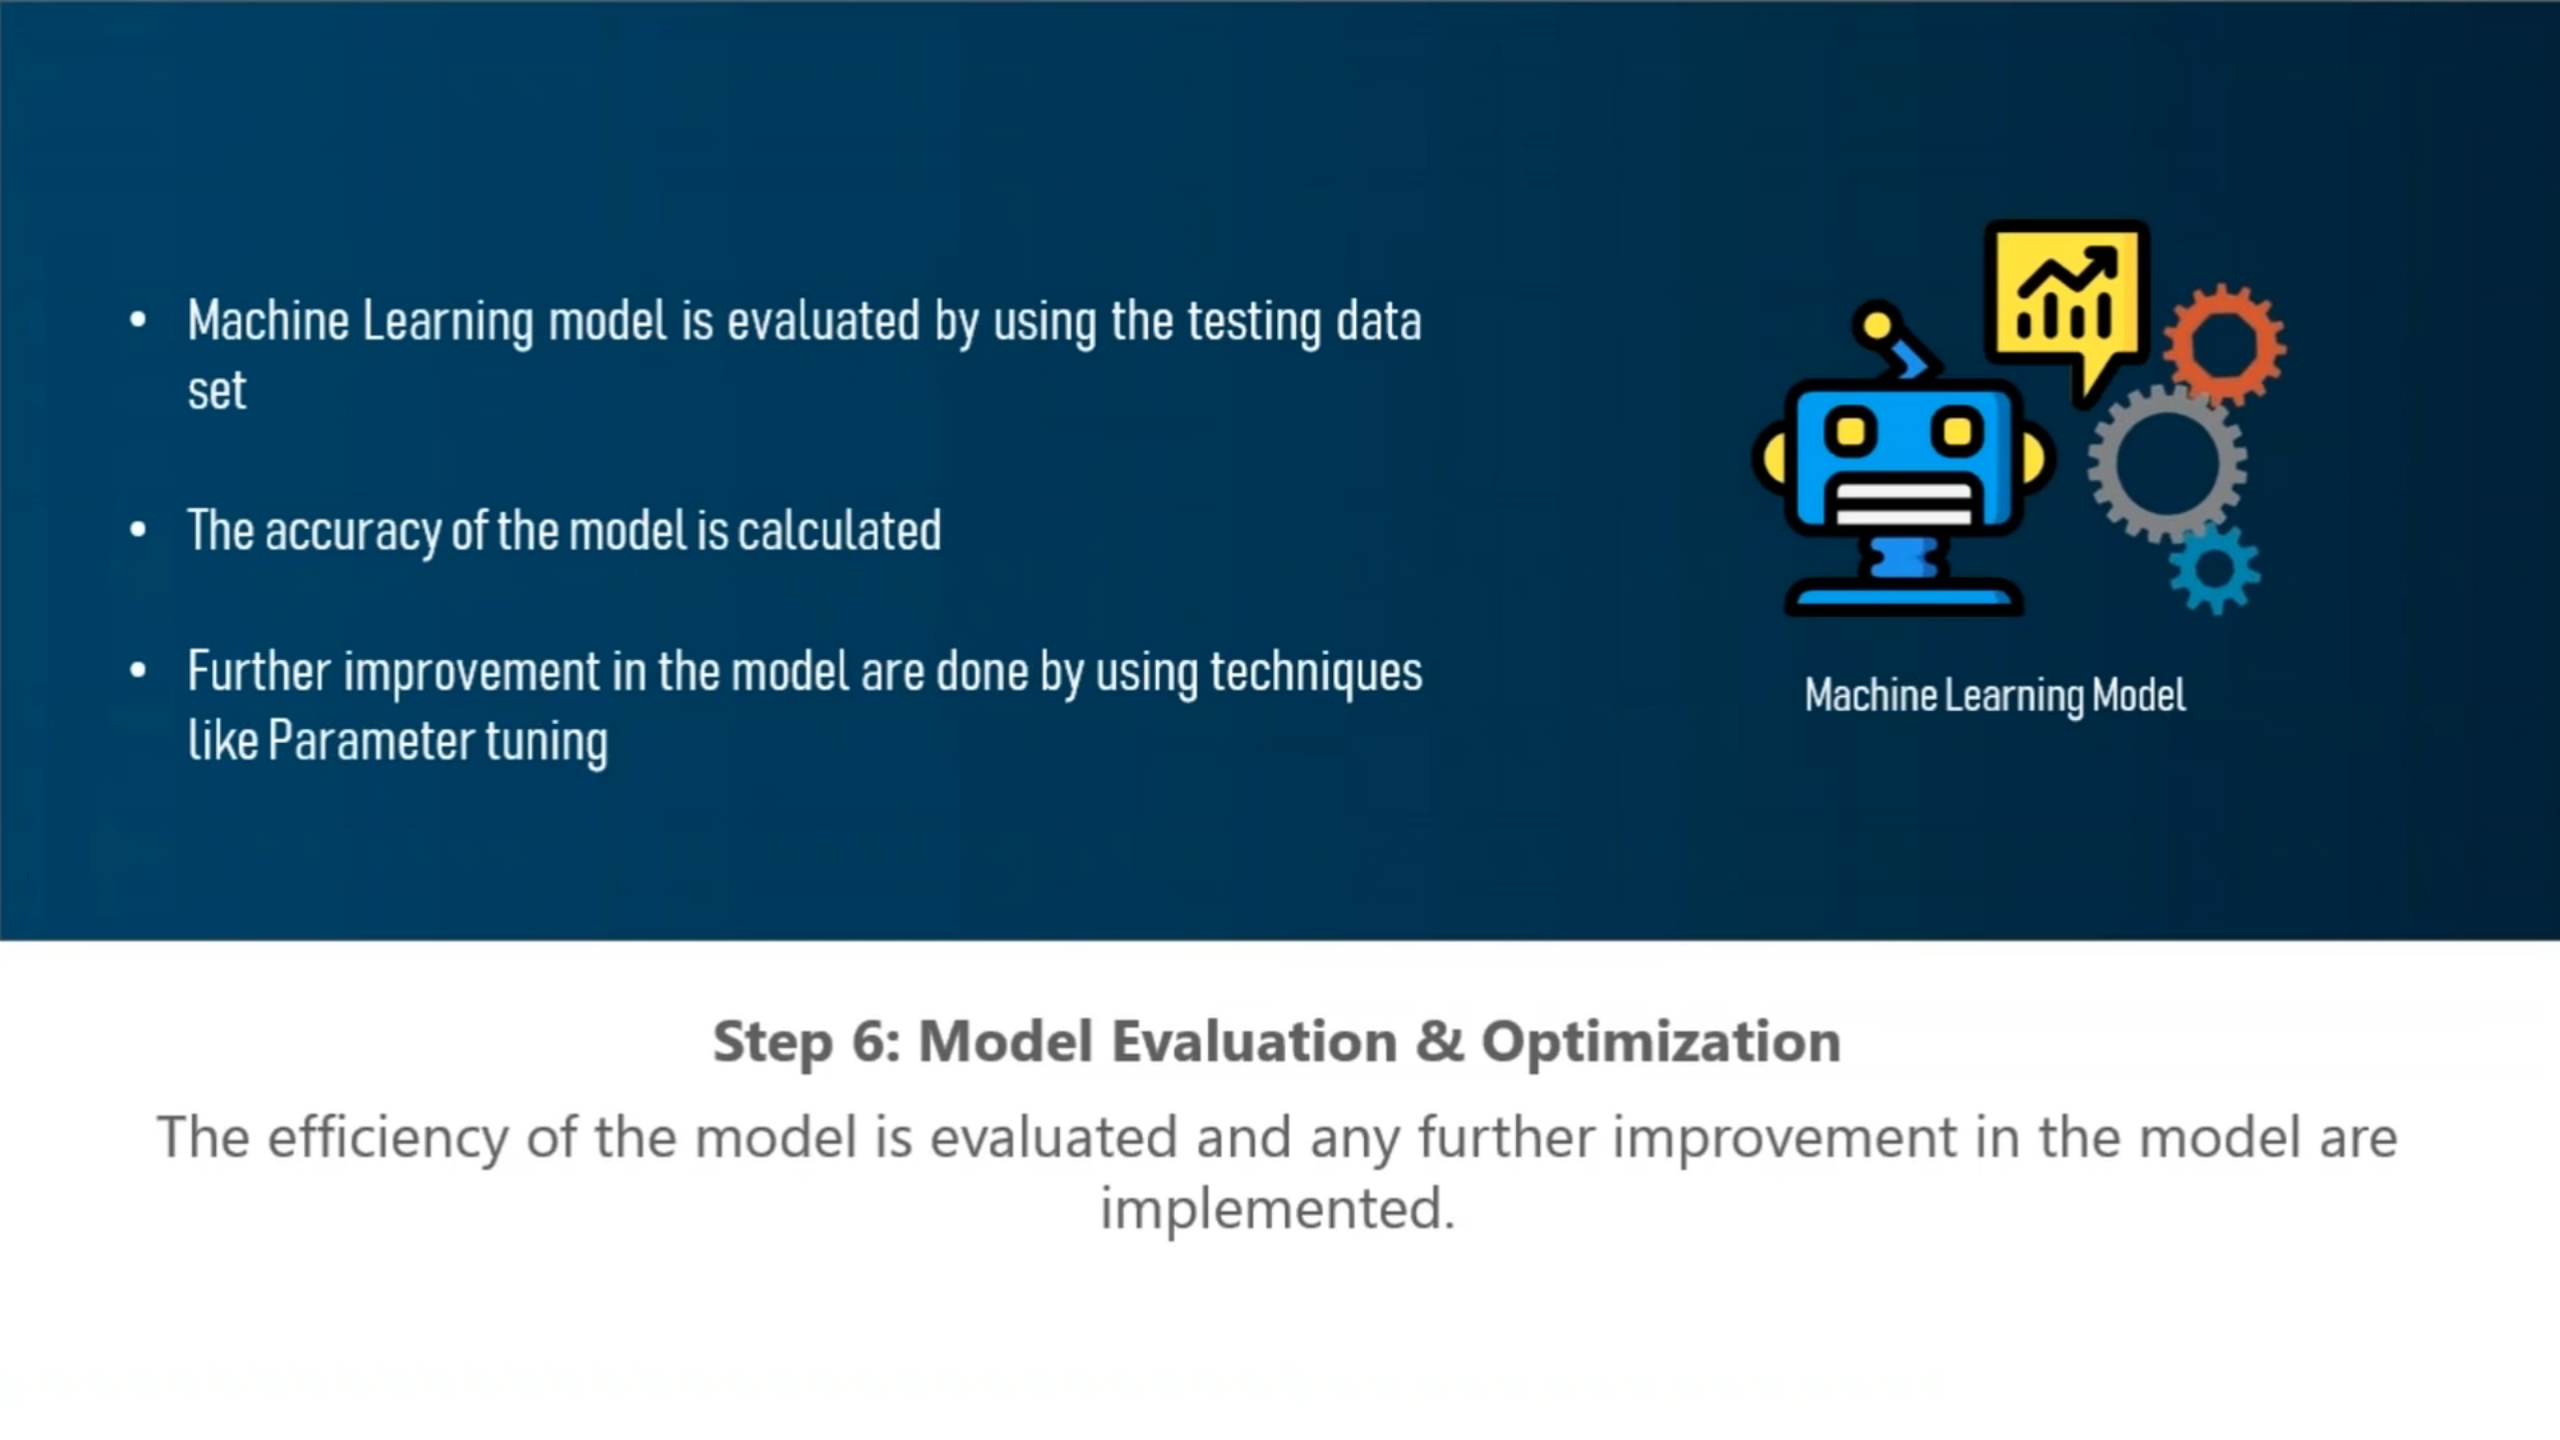 • Machine Learning model is evaluated by using the testing data
set
• The accuracy of the model is calculated
• Further improvement in the model are done by using techniques
like Parameter tuning
Machine Learning Model
Step 6: Model Evaluation & Optimization
The efficiency of the model is evaluated and any further improvement in the model are
implemented.